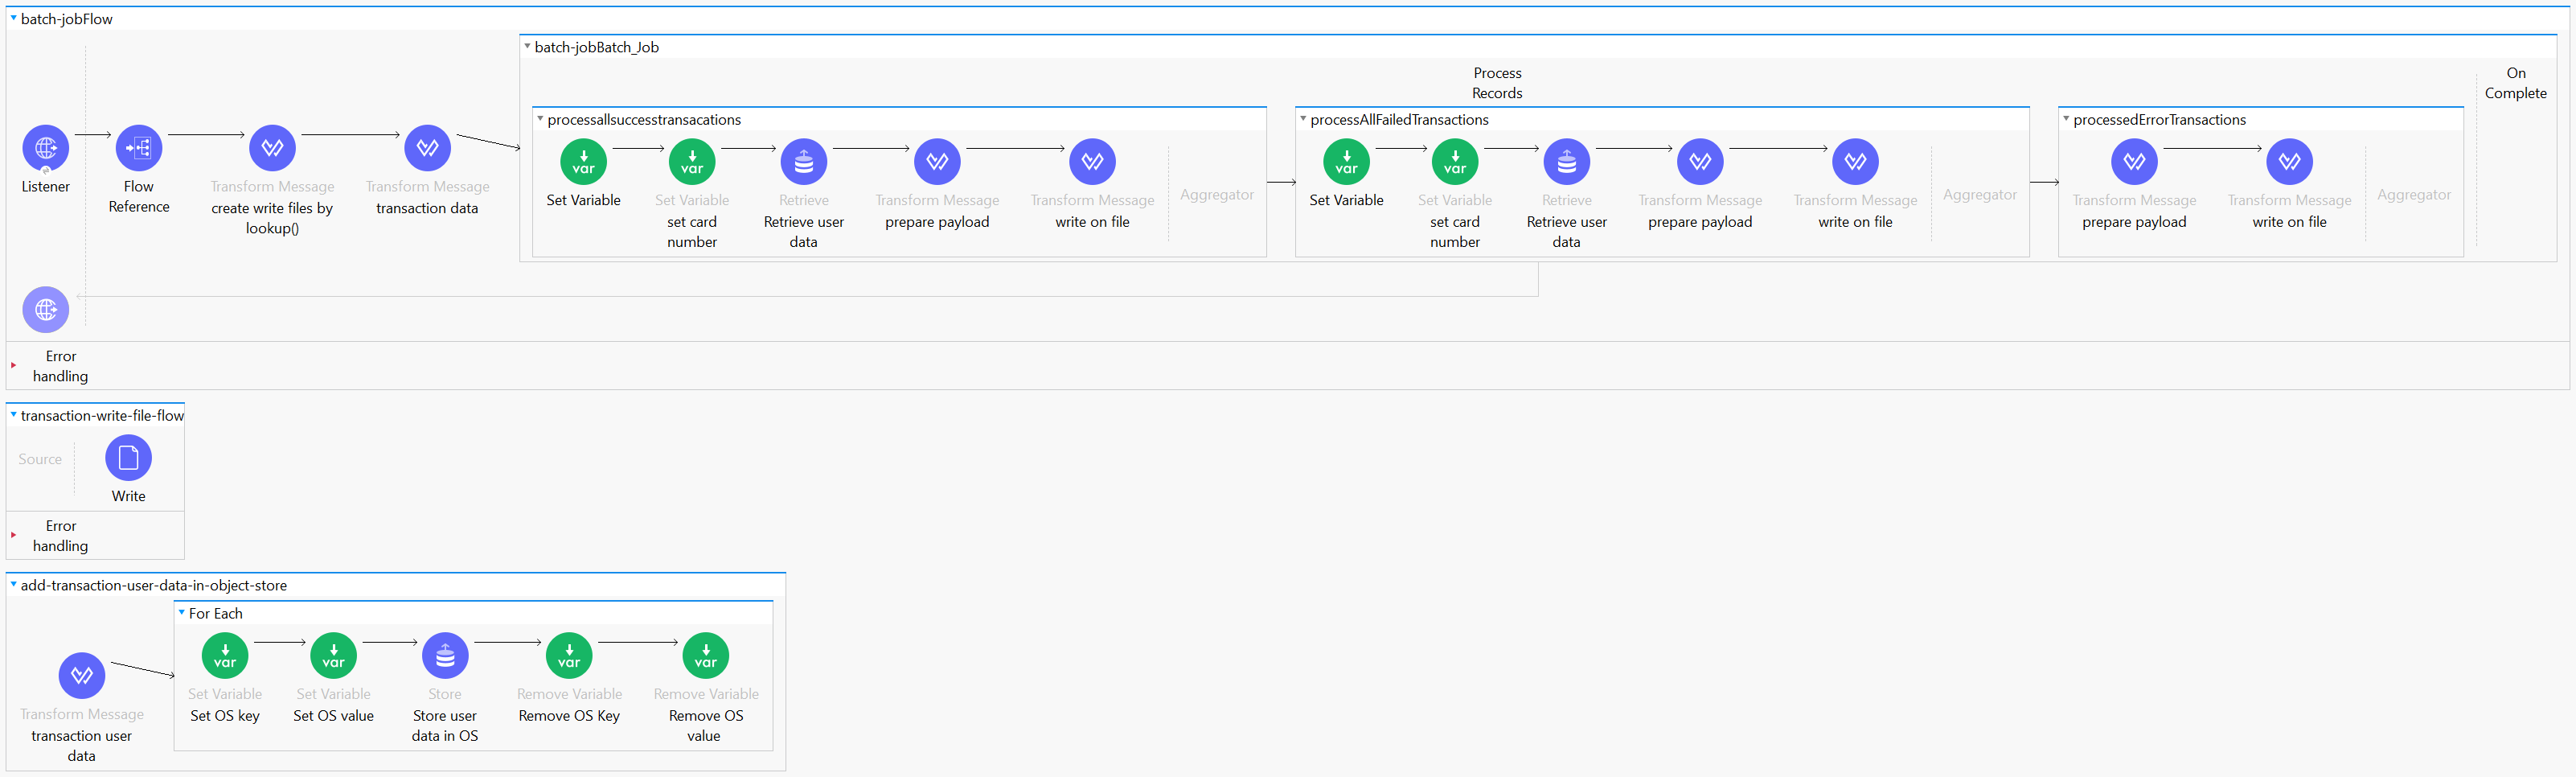 batch-jobFlow
batch-jobBatch_Job
Process
Records
On
Complete
processallsuccesstransacations
processAllFailedTransactions
processedErrorTransactions
Listener
Flow
Reference
Transform Message
create write files by
lookup()
Transform Message
transaction data
var
Set Variable
var
Set Variable
set card
number
Retrieve
Retrieve user
data
Transform Message
prepare payload
Transform Message
write on file
Aggregator
var
Set Variable
var
Set Variable
set card
number
Retrieve
Retrieve user
data
Transform Message
prepare payload
Transform Message
write on file
Aggregator
Transform Message
prepare payload
Transform Message
write on file
Aggregator
Error
handling
transaction-write-file-flow
Source
Write
Error
handling
add-transaction-user-data-in-object-store
For Each
Transform Message
transaction user
data
var
Set Variable
Set OS key
var
Set Variable
Set OS value
Store
Store user
data in OS
var
Remove Variable
Remove OS Key
var
Remove Variable
Remove OS
value